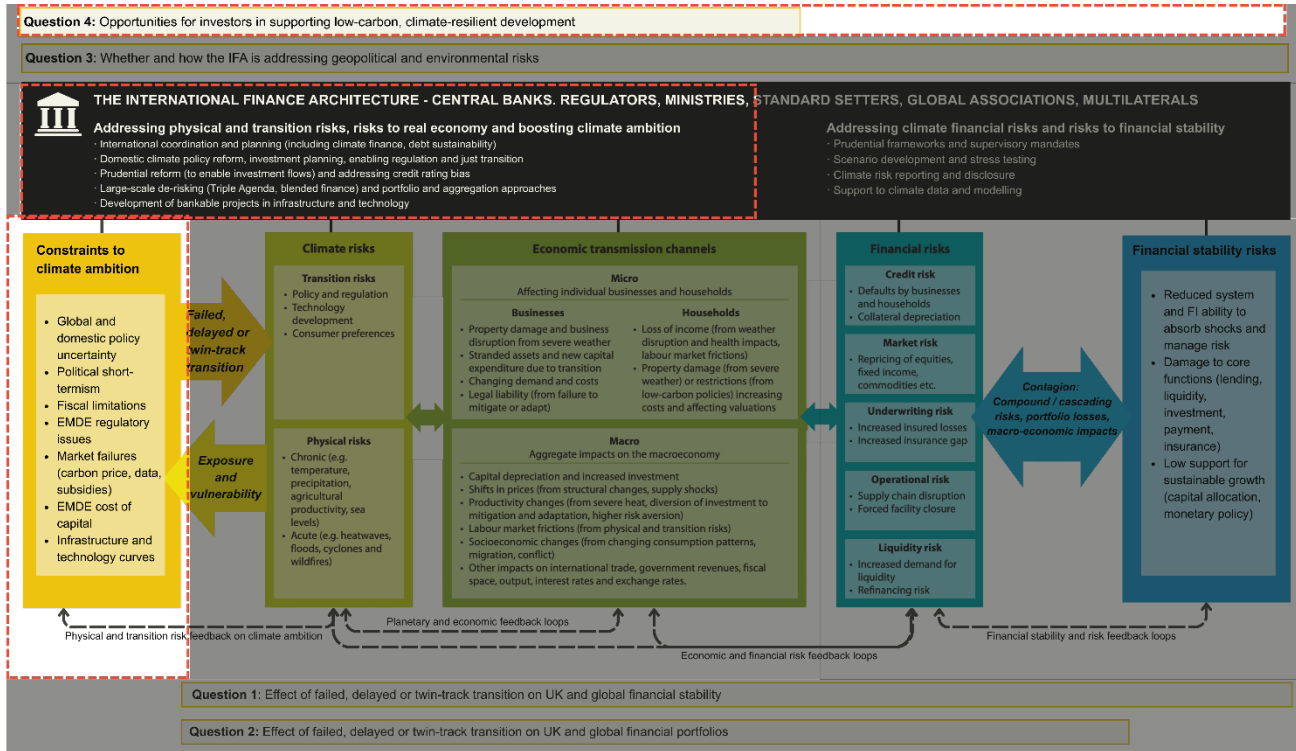 Question 4: Opportunities for investors in supporting low-carbon, climate-resilient development
Question 3: Whether and how the IFA is addressing geopolitical and environmental risks
THE INTERNATIONAL FINANCE ARCHITECTURE - CENTRAL BANKS. REGULATORS, MINISTRIES, STANDARD SETTERS, GLOBAL ASSOCIATIONS, MULTILATERALS
Addressing physical and transition risks, risks to real economy and boosting climate ambition
· International coordination and planning (including climate finance, debt sustainability)
· Domestic climate policy reform, investment planning, enabling regulation and just transition
· Prudential reform (to enable investment flows) and addressing credit rating bias
· Large-scale de-risking (Triple Agenda, blended finance) and portfolio and aggregation approaches
· Development of bankable projects in infrastructure and technology
Addressing climate financial risks and risks to financial stability
· Prudential frameworks and supervisory mandates
· Scenario development and stress testing
· Climate risk reporting and disclosure
· Support to climate data and modelling
Constraints to
climate ambition
• Global and
domestic policy
uncertainty
• Political short-
termism
• Fiscal limitations
• EMDE regulatory
issues
• Market failures
(carbon price, data,
subsidies)
• EMDE cost of
capital
• Infrastructure and
technology curves
Failed,
delayed or
twin-track
transition
Exposure
and
vulnerability
Climate risks
Transition risks
• Policy and regulation
• Technology
development
• Consumer preferences
Physical risks
• Chronic (e.g.
temperature,
precipitation,
agricultural
productivity, sea
levels)
• Acute (e.g. heatwaves,
floods, cyclones and
wildfires)
Economic transmission channels
Micro
Affecting individual businesses and households
Businesses
• Property damage and business
disruption from severe weather
• Stranded assets and new capital
expenditure due to transition
• Changing demand and costs
• Legal liability (from failure to
mitigate or adapt)
Households
• Loss of income (from weather
disruption and health impacts,
labour market frictions)
• Property damage (from severe
weather) or restrictions (from
low-carbon policies) increasing
costs and affecting valuations
Macro
Aggregate impacts on the macroeconomy
• Capital depreciation and increased investment
• Shifts in prices (from structural changes, supply shocks)
• Productivity changes (from severe heat, diversion of investment to
mitigation and adaptation, higher risk aversion)
• Labour market frictions (from physical and transition risks)
• Socioeconomic changes (from changing consumption patterns,
migration, conflict)
• Other impacts on international trade, government revenues, fiscal
space, output, interest rates and exchange rates.
Financial risks
Credit risk
• Defaults by businesses
and households
• Collateral depreciation
Market risk
• Repricing of equities,
fixed income,
commodities etc.
Underwriting risk
• Increased insured losses
• Increased insurance gap
Operational risk
• Supply chain disruption
• Forced facility closure
Liquidity risk
• Increased demand for
liquidity
• Refinancing risk
Contagion:
Compound / cascading
risks, portfolio losses,
macro-economic impacts
Financial stability risks
• Reduced system
and FI ability to
absorb shocks and
manage risk
• Damage to core
functions (lending,
liquidity,
investment,
payment,
insurance)
• Low support for
sustainable growth
(capital allocation,
monetary policy)
Physical and transition risk feedback on climate ambition
Planetary and economic feedback loops
Economic and financial risk feedback loops
Financial stability and risk feedback loops
Question 1: Effect of failed, delayed or twin-track transition on UK and global financial stability
Question 2: Effect of failed, delayed or twin-track transition on UK and global financial portfolios